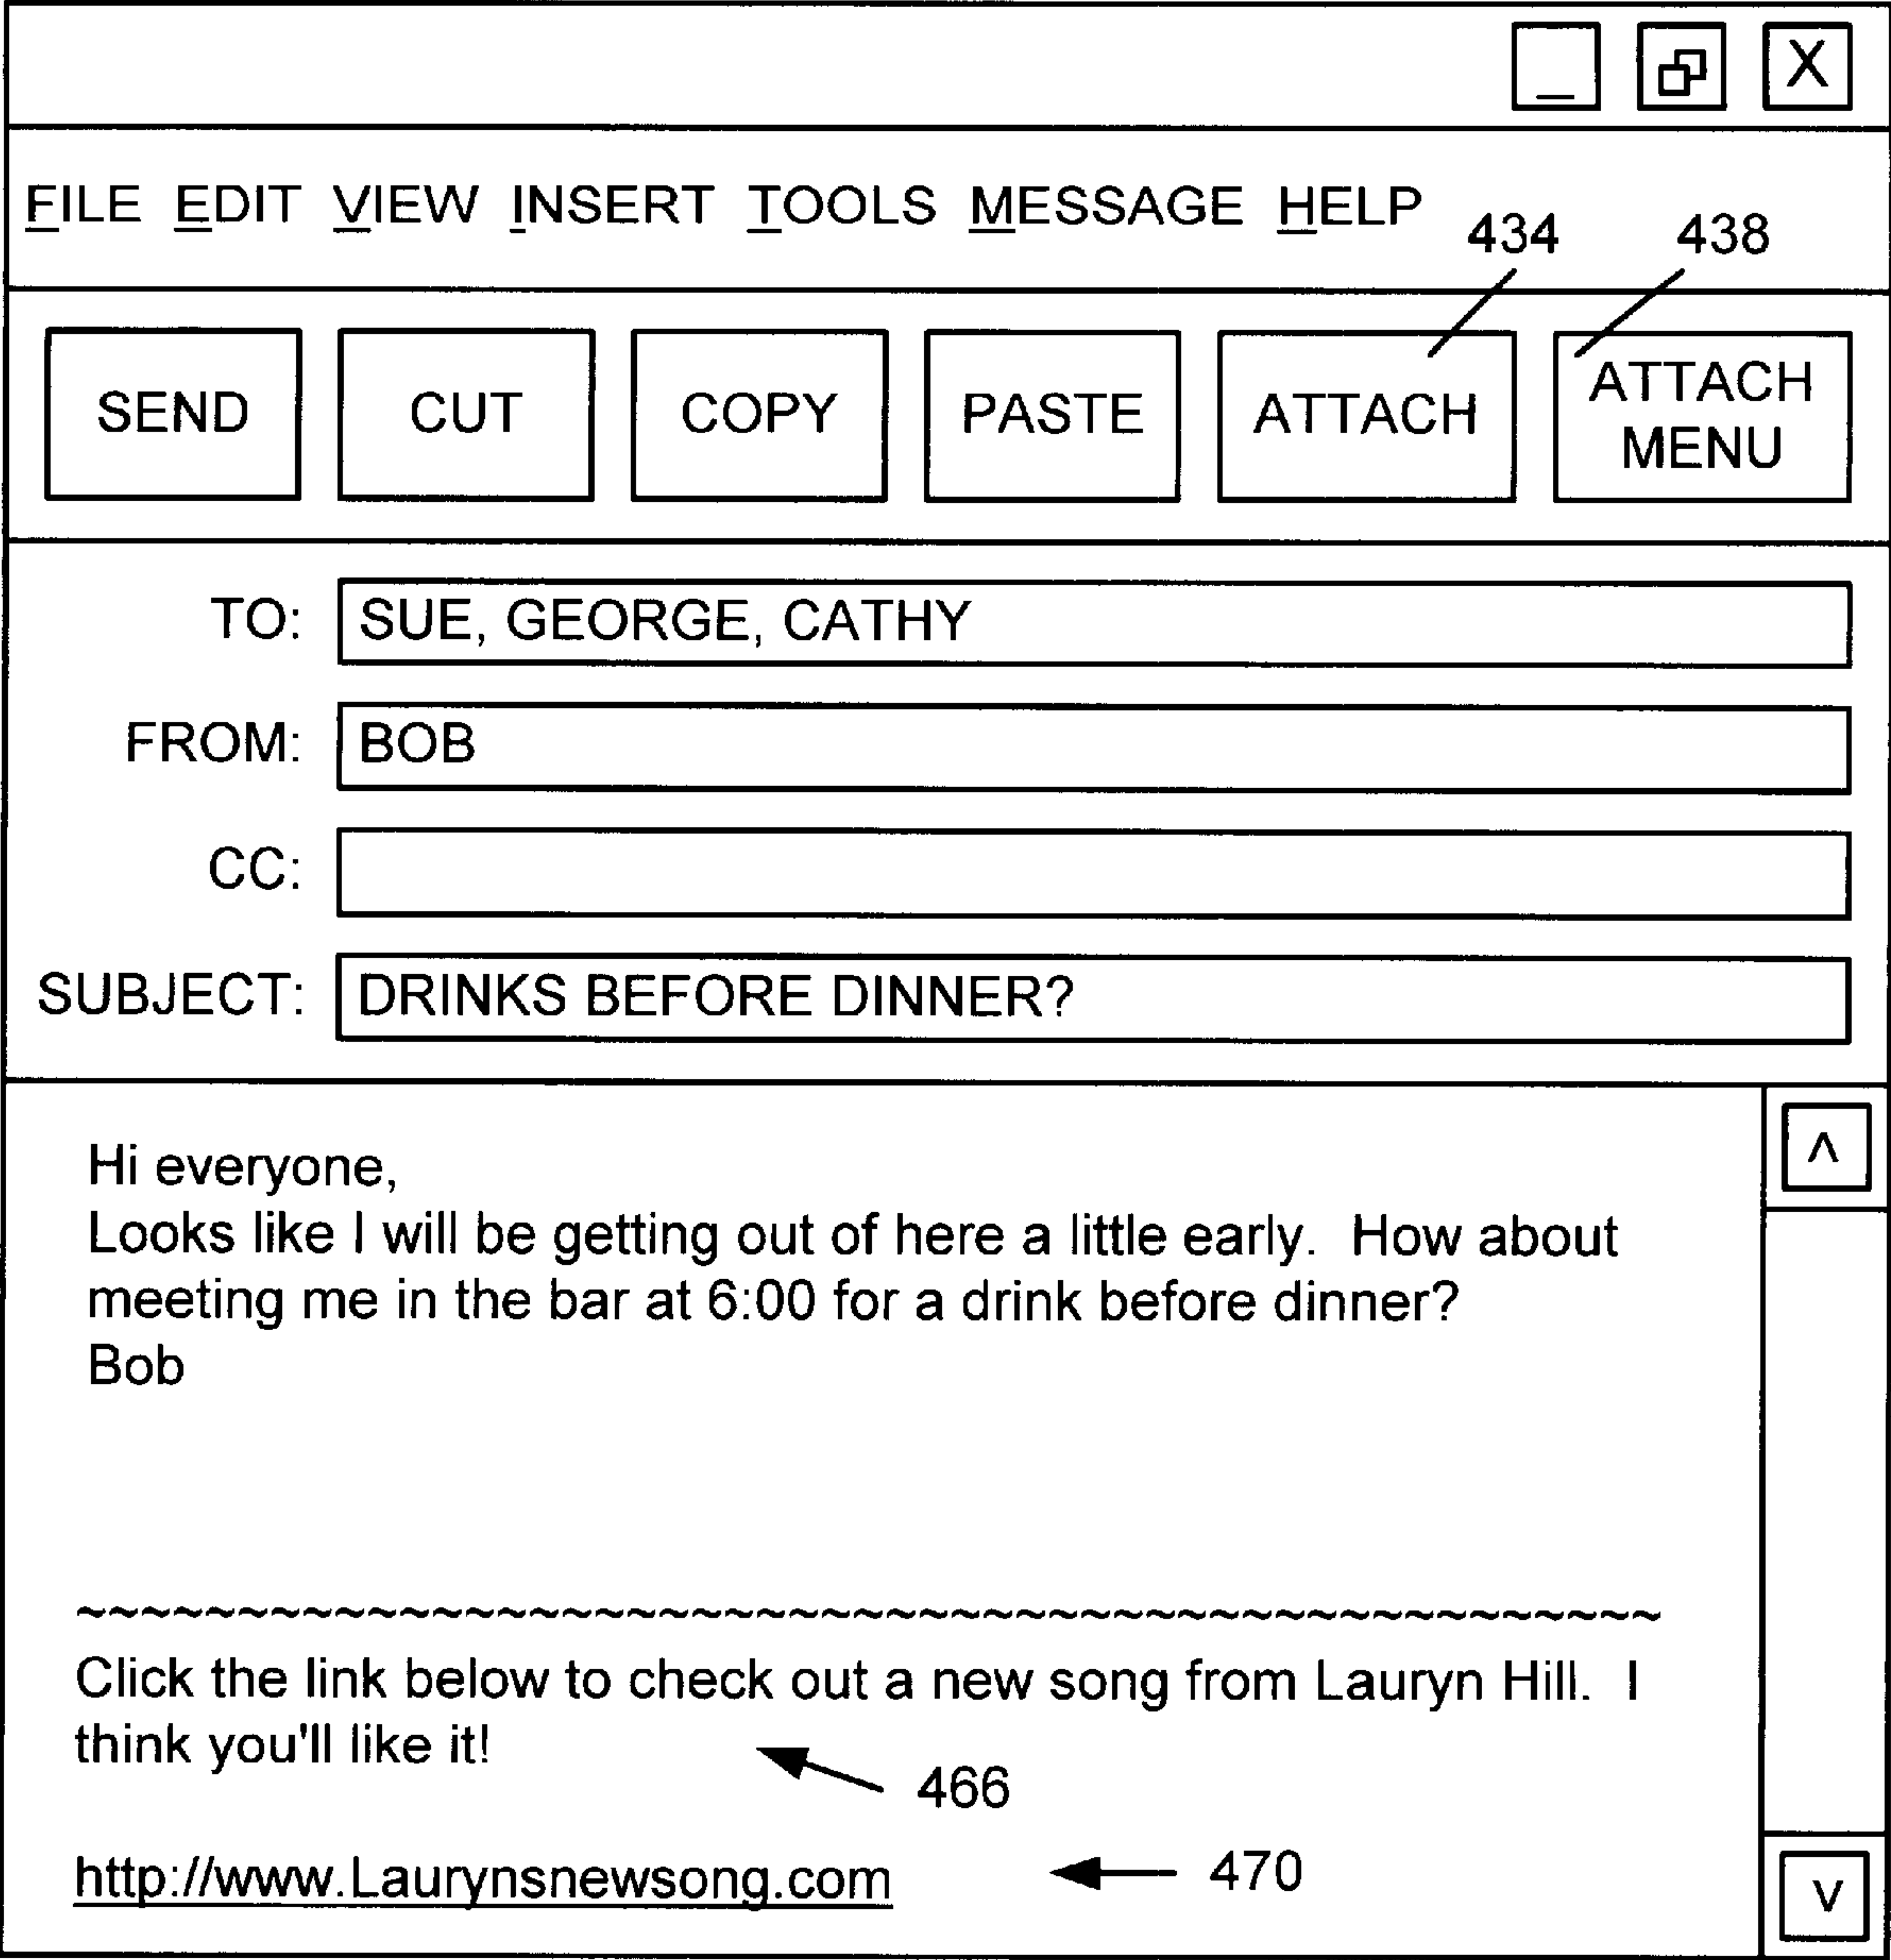 _ X
FILE EDIT VIEW INSERT TOOLS MESSAGE HELP
434 438
SEND CUT COPY PASTE ATTACH ATTACH MENU
TO: SUE, GEORGE, CATHY
FROM: BOB
CC:
SUBJECT: DRINKS BEFORE DINNER?
Hi everyone,
Looks like I will be getting out of here a little early. How about
meeting me in the bar at 6:00 for a drink before dinner?
Bob
~~~~~~~~~~~~~~~~~~~~~~~~~~~~~~~~~~~~~~~~~~~~~~~~~
Click the link below to check out a new song from Lauryn Hill. I
think you'll like it!
466
http://www.Laurynsnewsong.com 470
^
v